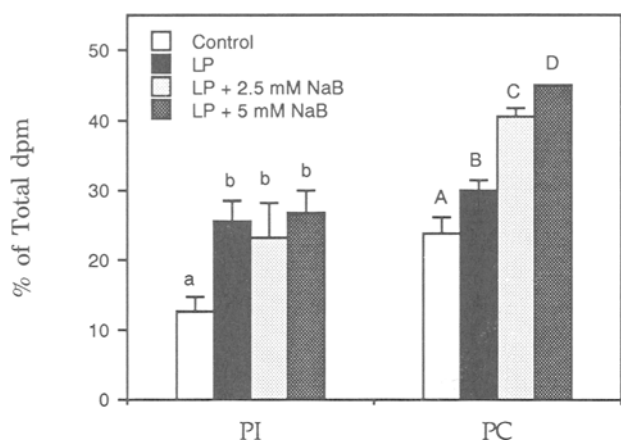 50
40
30
20
10
0
% of Total dpm
Control
LP
LP + 2.5 mM NaB
LP + 5 mM NaB
a
b
b
b
A
B
C
D
PI
PC